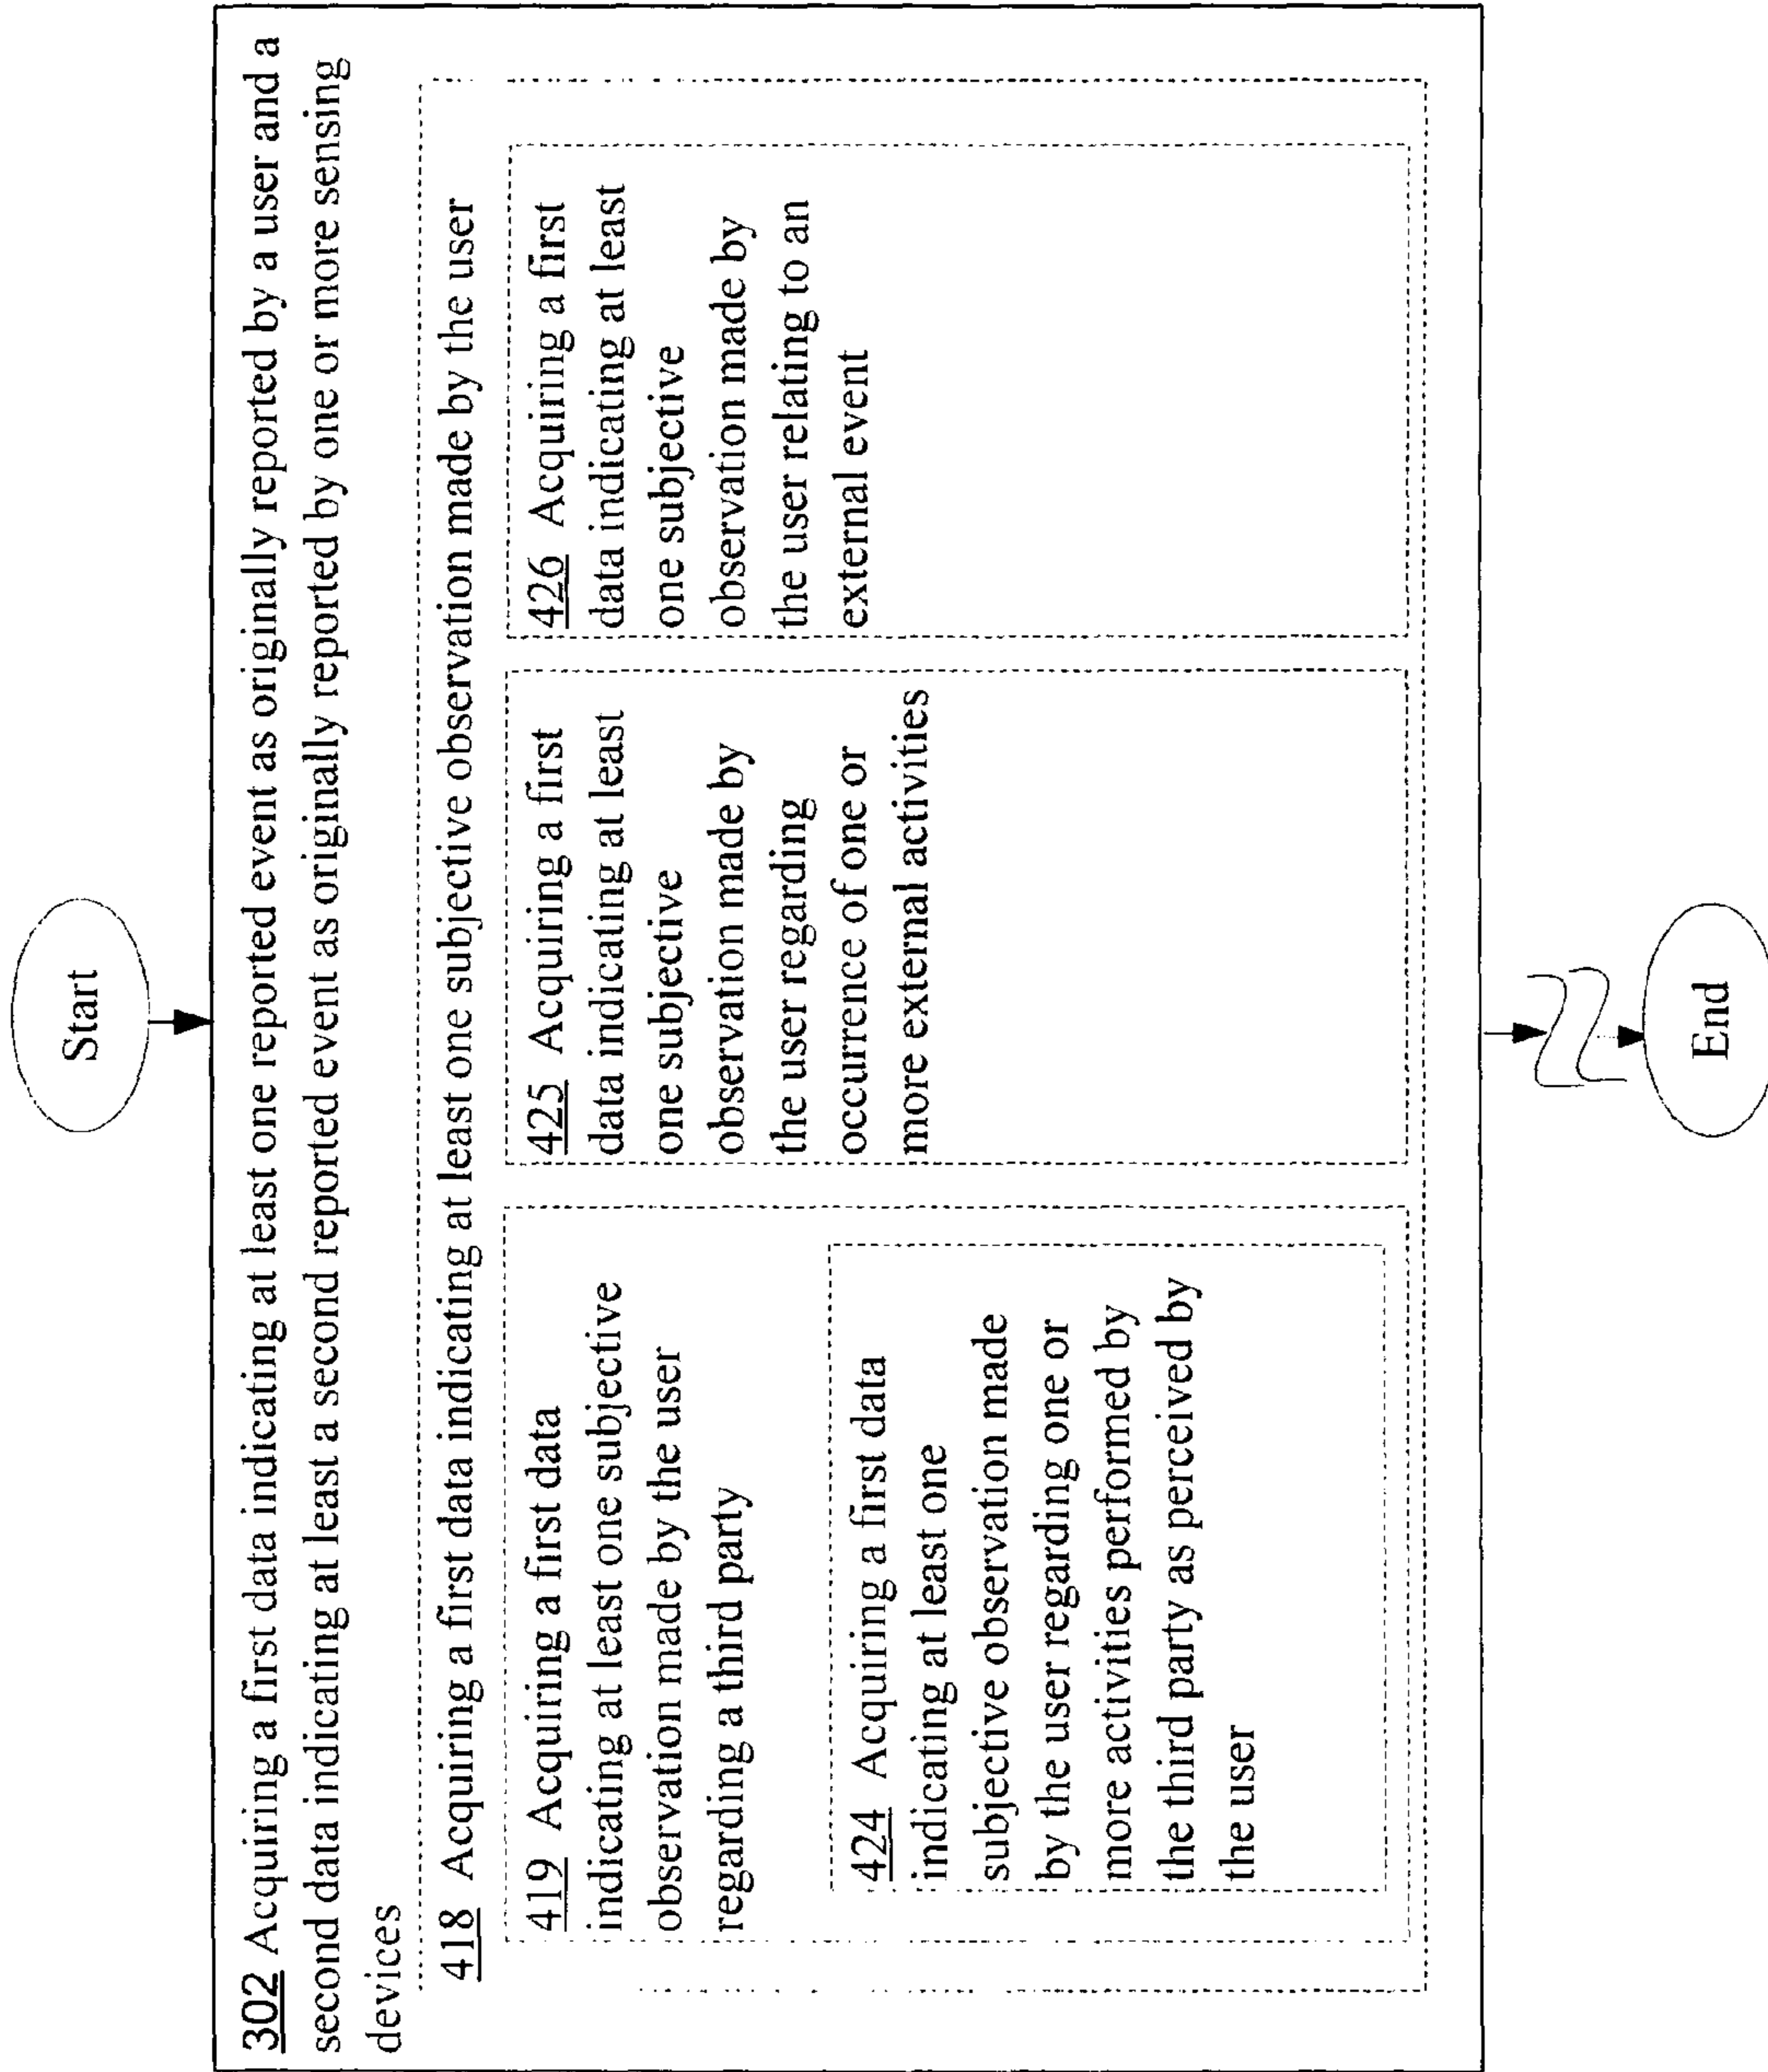 Start
302 Acquiring a first data indicating at least one reported event as originally reported by a user and a
second data indicating at least a second reported event as originally reported by one or more sensing
devices
418 Acquiring a first data indicating at least one subjective observation made by the user
419 Acquiring a first data
indicating at least one subjective
observation made by the user
regarding a third party
424 Acquiring a first data
indicating at least one
subjective observation made
by the user regarding one or
more activities performed by
the third party as perceived by
the user
425 Acquiring a first
data indicating at least
one subjective
observation made by
the user regarding
occurrence of one or
more external activities
426 Acquiring a first
data indicating at least
one subjective
observation made by
the user relating to an
external event
End